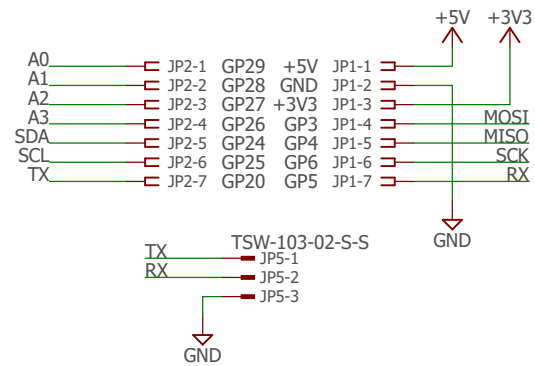 +5V +3V3
A0 JP2-1 GP29 +5V JP1-1
A1 JP2-2 GP28 GND JP1-2
A2 JP2-3 GP27 +3V3 JP1-3
A3 JP2-4 GP26 GP3 JP1-4 MOSI
SDA JP2-5 GP24 GP4 JP1-5 MISO
SCL JP2-6 GP25 GP6 JP1-6 SCK
TX JP2-7 GP20 GP5 JP1-7 RX
GND
TSW-103-02-S-S
TX JP5-1
RX JP5-2
JP5-3
GND